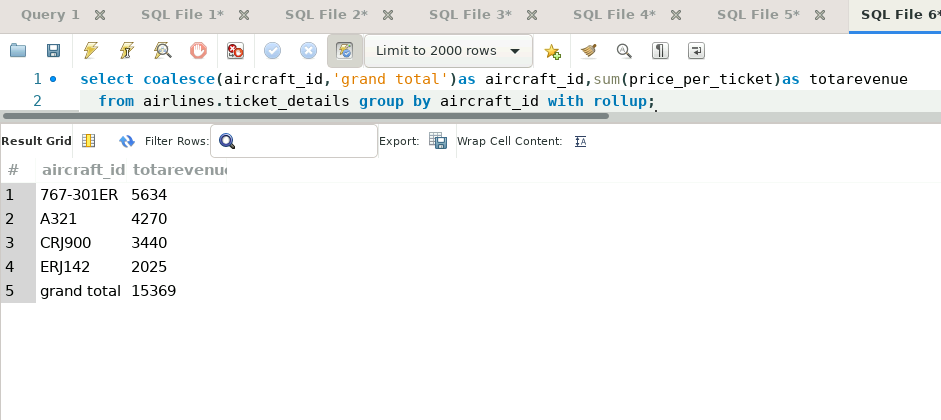 Query 1 SQL File 1* SQL File 2* SQL File 3* SQL File 4* SQL File 5* SQL File 6*
Limit to 2000 rows
1 select coalesce(aircraft_id,'grand total')as aircraft_id,sum(price_per_ticket)as totarevenue
2 from airlines.ticket_details group by aircraft_id with rollup;
Result Grid Filter Rows: Export: Wrap Cell Content: IA
# aircraft_id totarevenue
1 767-301ER 5634
2 A321 4270
3 CRJ900 3440
4 ERJ142 2025
5 grand total 15369